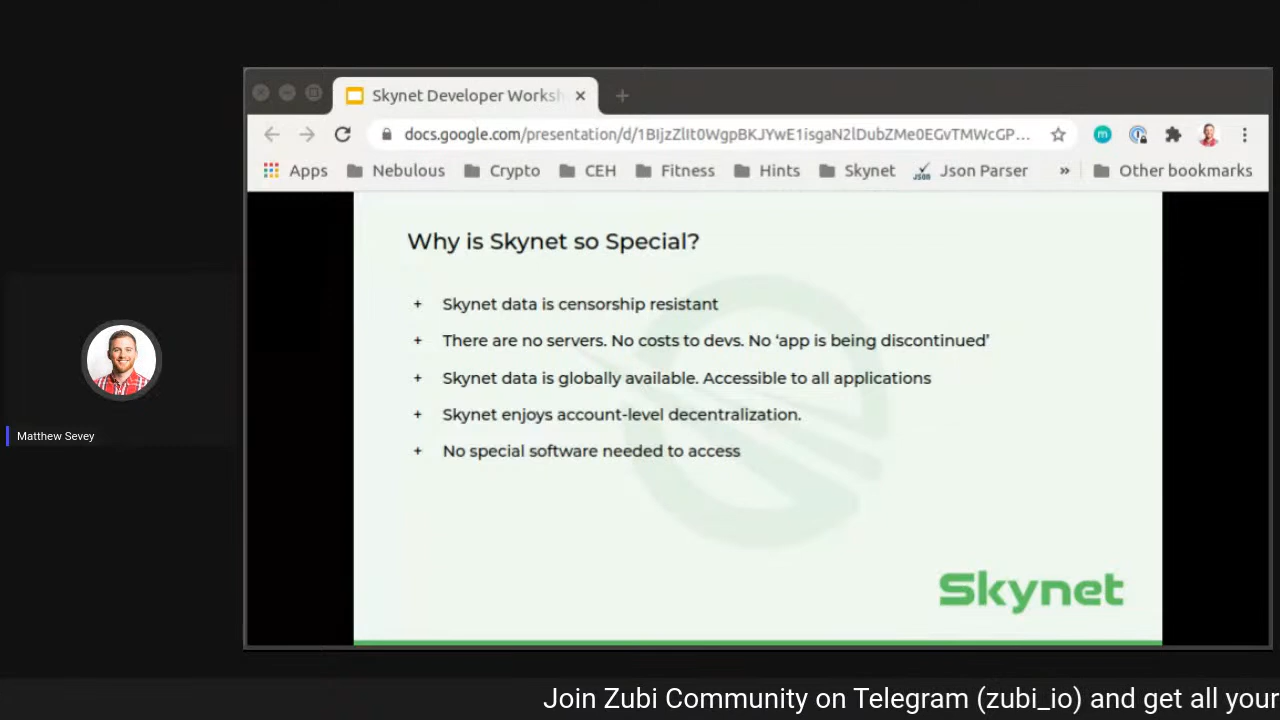 Skynet Developer Worksh
docs.google.com/presentation/d/1BIjzZlIt0WgpBKJYwE1isgaN2lDubZMe0EGvTMWcGP...
Apps Nebulous Crypto CEH Fitness Hints Skynet Json Parser » Other bookmarks
Why is Skynet so Special?
+ Skynet data is censorship resistant
+ There are no servers. No costs to devs. No ‘app is being discontinued’
+ Skynet data is globally available. Accessible to all applications
+ Skynet enjoys account-level decentralization.
+ No special software needed to access
Matthew Sevey
Skynet
Join Zubi Community on Telegram (zubi_io) and get all your